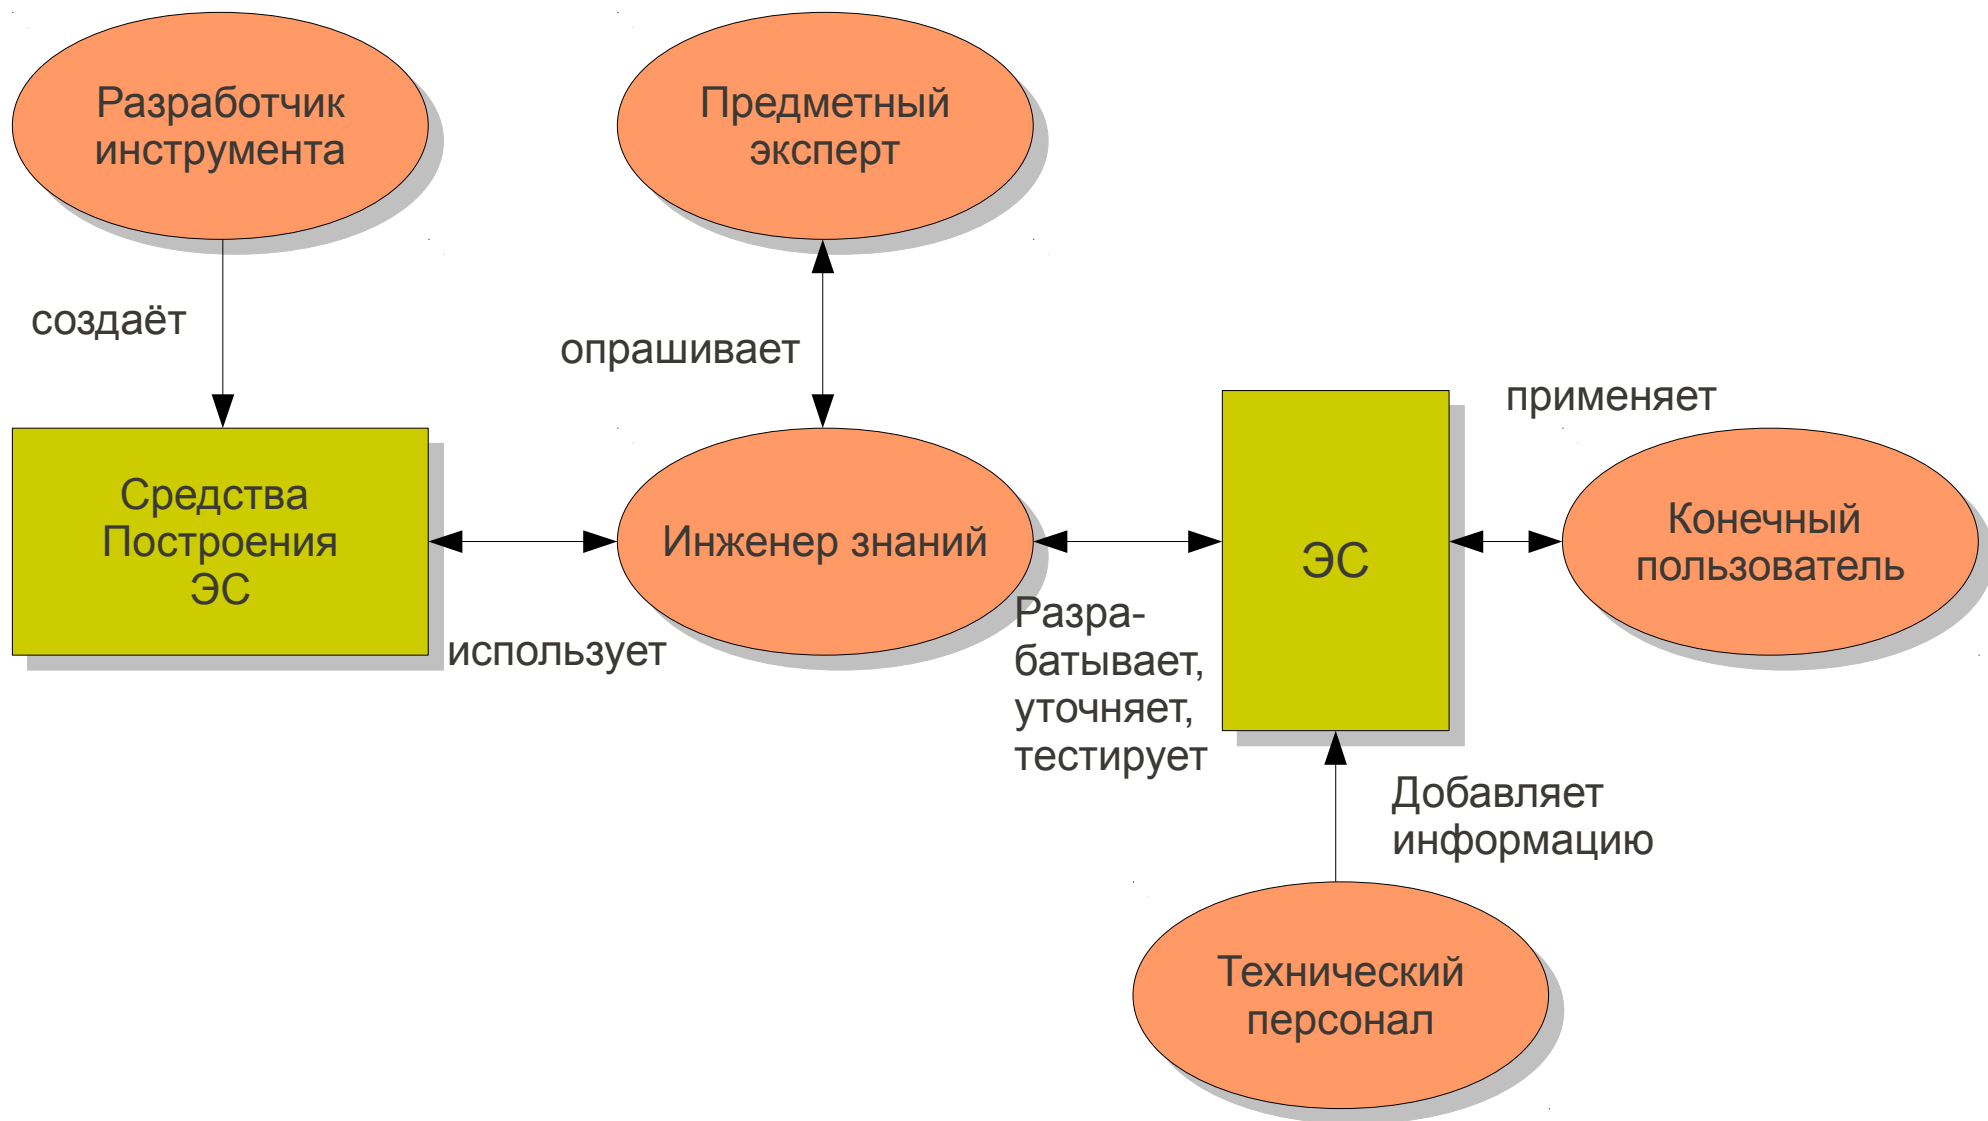 Разработчик
инструмента
Предметный
эксперт
создаёт
опрашивает
применяет
Средства
Построения
ЭС
Инженер знаний
ЭС
Конечный
пользователь
использует
Разра-
батывает,
уточняет,
тестирует
Добавляет
информацию
Технический
персонал